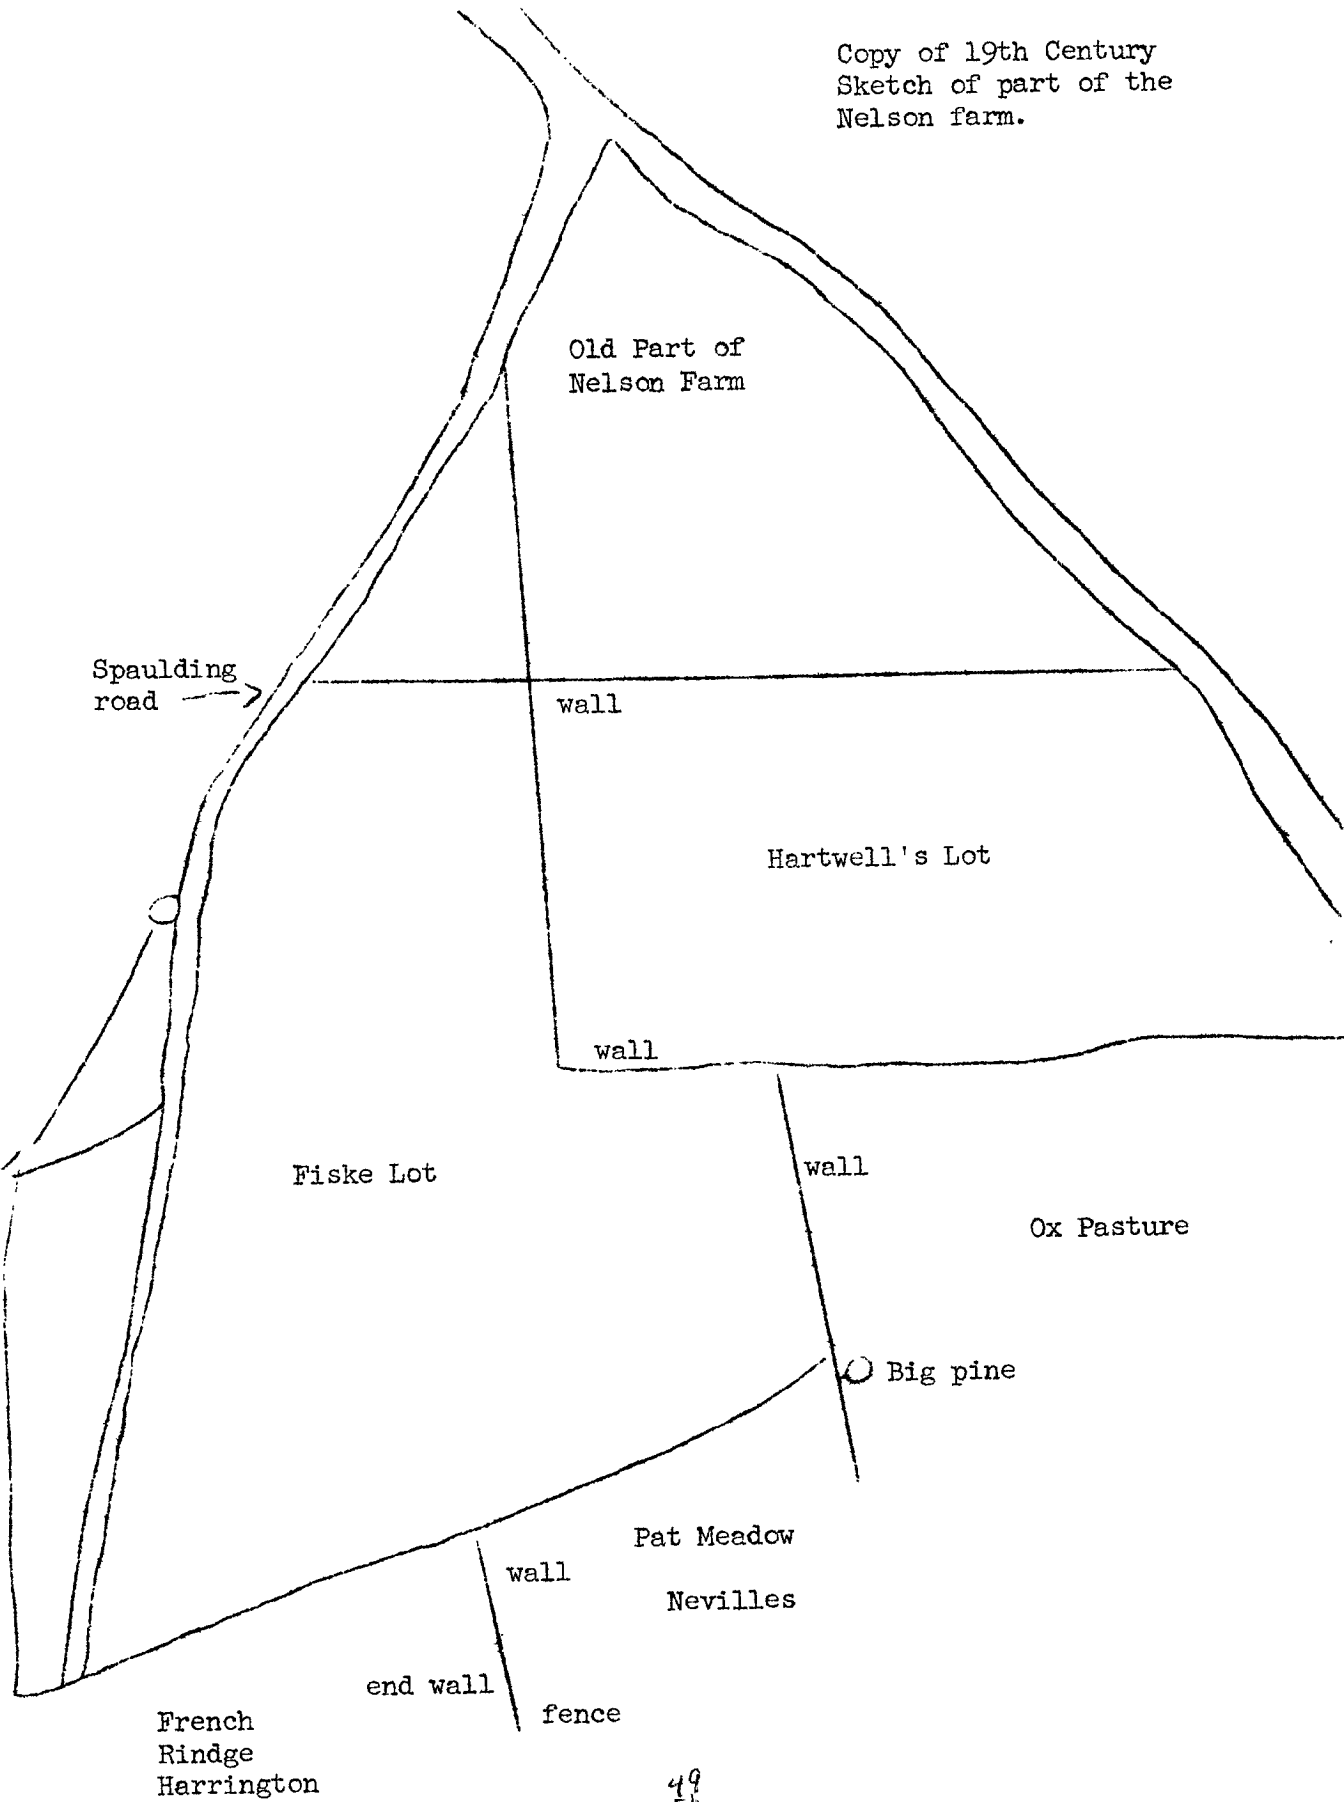 Copy of 19th Century
Sketch of part of the
Nelson farm.
Old Part of
Nelson Farm
Spaulding
road
wall
Hartwell's Lot
wall
Fiske Lot
wall
Ox Pasture
Big pine
Pat Meadow
wall
Nevilles
end wall
fence
French
Rindge
Harrington
49